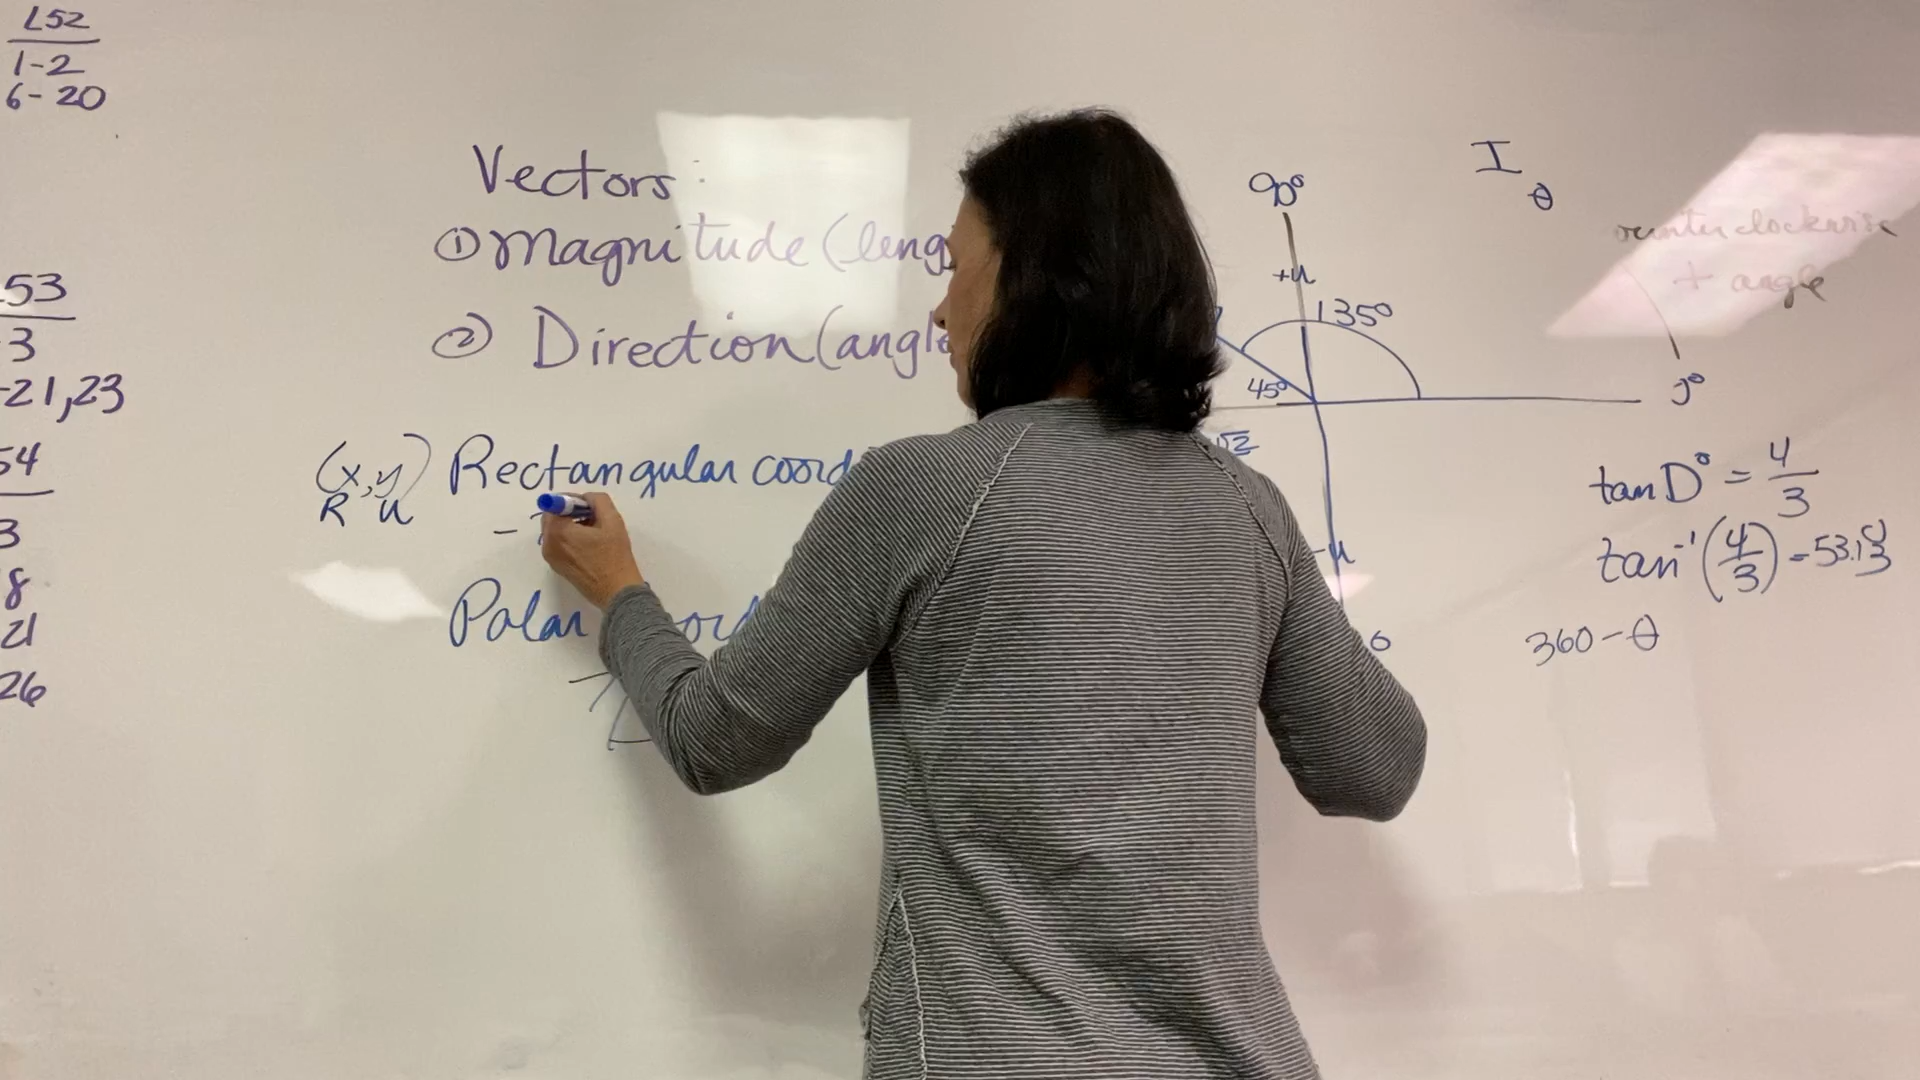 L52
1-2
6-20
53
3
-21,23
54
3
8
21
26
Vectors:
① Magnitude (leng
② Direction (angle
(x,y) Rectangular coord
R u
Polar
90°
+u
135°
45°
√2
-u
I
θ
counterclockwise
+ angle
tan D° = 4/3
tan⁻¹(4/3) = 53.13
360-θ